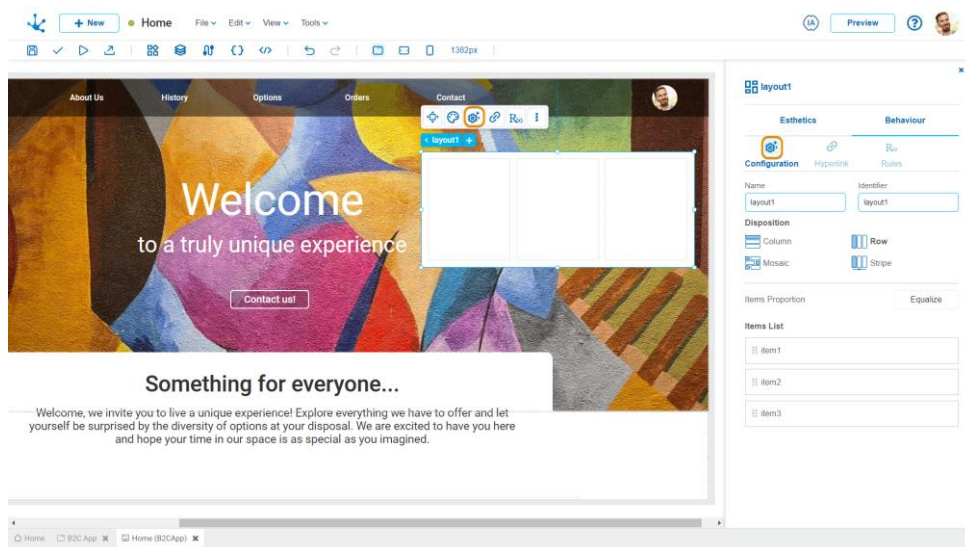 + New
Home
File
Edit
View
Tools
IA
Preview
?
</>
1382px
About Us
History
Options
Orders
Contact
R(x)
layout1 +
Welcome
to a truly unique experience
Contact us!
Something for everyone...
Welcome, we invite you to live a unique experience! Explore everything we have to offer and let
yourself be surprised by the diversity of options at your disposal. We are excited to have you here
and hope your time in our space is as special as you imagined.
layout1
Esthetics
Behaviour
Configuration
Hyperlink
Rules
Name
Identifier
layout1
layout1
Disposition
Column
Row
Mosaic
Stripe
Items Proportion
Equalize
Items List
item1
item2
item3
Home
B2C App
Home (B2CApp)